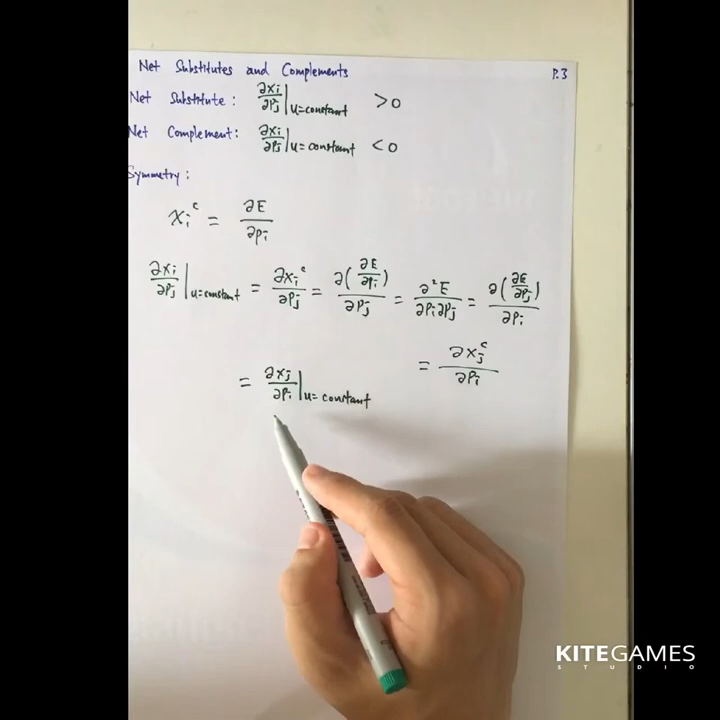 Net Substitutes and Complements P.3
Net Substitute: ∂xi/∂Pj |u=constant >0
Net Complement: ∂xi/∂Pj |u=constant <0
Symmetry:
xi^c = ∂E/∂Pi
∂xi/∂Pj |u=constant = ∂xi^c/∂Pj = ∂(∂E/∂Pi)/∂Pj = ∂²E/∂Pi∂Pj = ∂(∂E/∂Pj)/∂Pi
= ∂xj^c/∂Pi
= ∂xj/∂Pi |u=constant
KITEGAMES
STUDIO